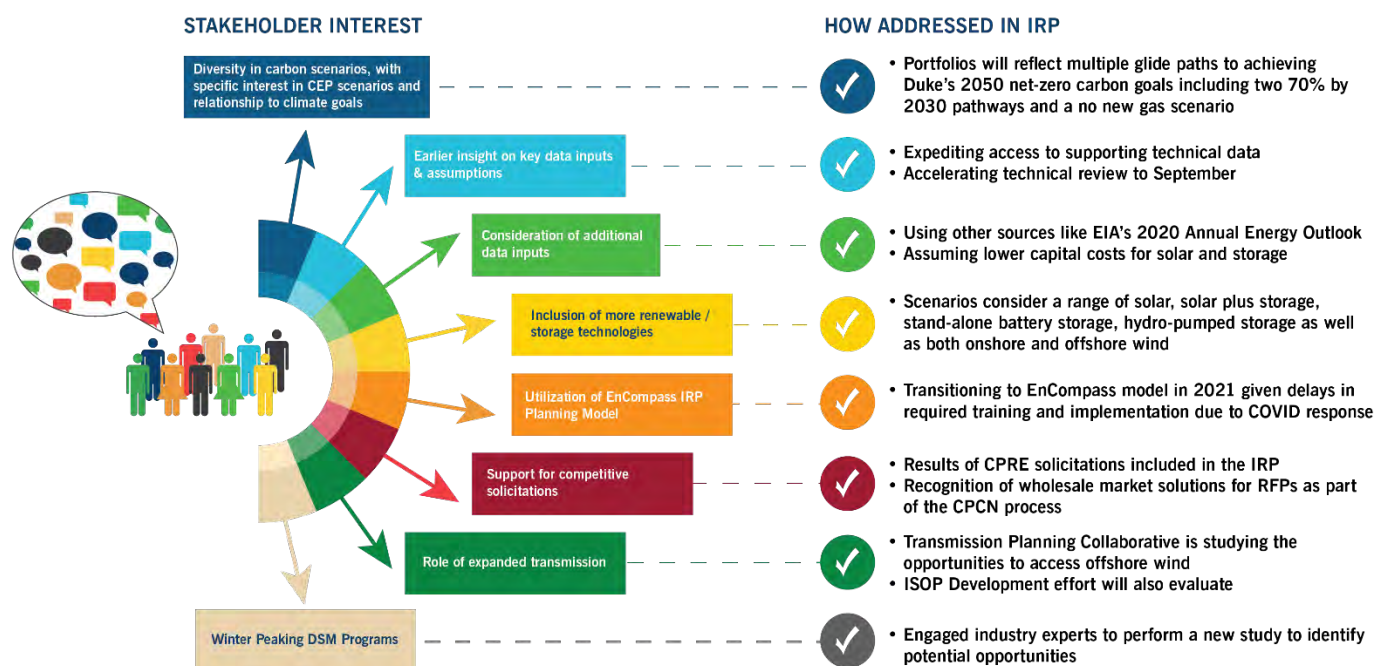 STAKEHOLDER INTEREST
HOW ADDRESSED IN IRP
Diversity in carbon scenarios, with
specific interest in CEP scenarios and
relationship to climate goals
• Portfolios will reflect multiple glide paths to achieving
Duke's 2050 net-zero carbon goals including two 70% by
2030 pathways and a no new gas scenario
Earlier insight on key data inputs
& assumptions
• Expediting access to supporting technical data
• Accelerating technical review to September
Consideration of additional
data inputs
• Using other sources like EIA's 2020 Annual Energy Outlook
• Assuming lower capital costs for solar and storage
Inclusion of more renewable /
storage technologies
• Scenarios consider a range of solar, solar plus storage,
stand-alone battery storage, hydro-pumped storage as well
as both onshore and offshore wind
Utilization of EnCompass IRP
Planning Model
• Transitioning to EnCompass model in 2021 given delays in
required training and implementation due to COVID response
Support for competitive
solicitations
• Results of CPRE solicitations included in the IRP
• Recognition of wholesale market solutions for RFPs as part
of the CPCN process
Role of expanded transmission
• Transmission Planning Collaborative is studying the
opportunities to access offshore wind
• ISOP Development effort will also evaluate
Winter Peaking DSM Programs
• Engaged industry experts to perform a new study to identify
potential opportunities